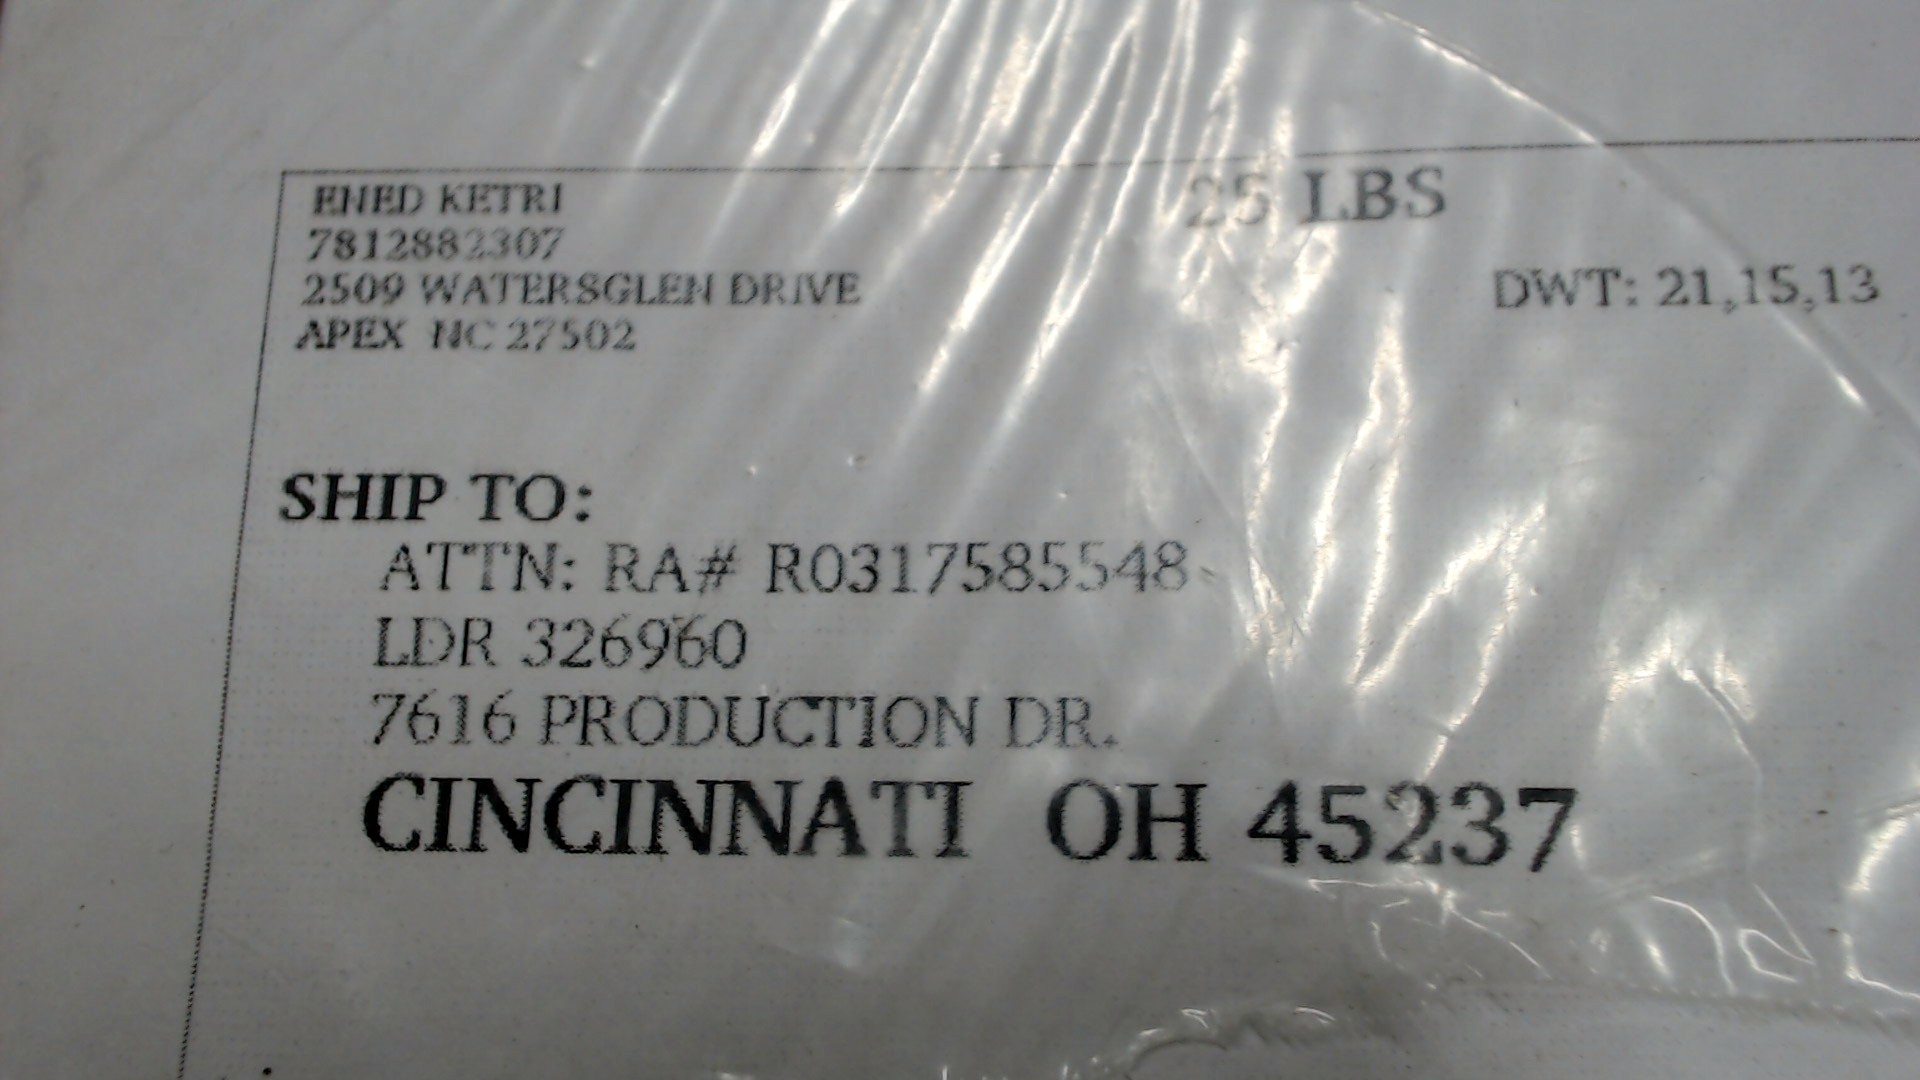 ENED KETRI
7812882307
2509 WATERSGLEN DRIVE
APEX NC 27502
25 LBS
DWT: 21,15,13
SHIP TO:
ATTN: RA# R0317585548
LDR 326960
7616 PRODUCTION DR.
CINCINNATI OH 45237